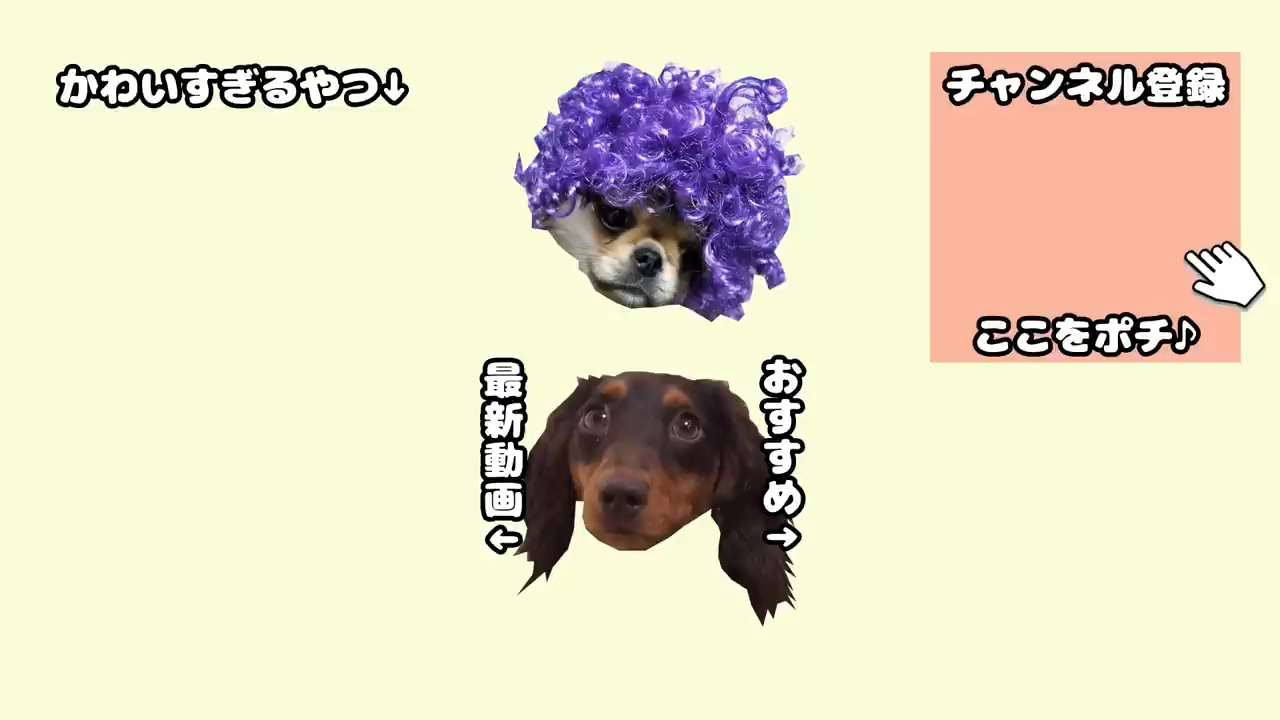 かわいすぎるやつ↓
チャンネル登録
ここをポチ♪
最新動画←
おすすめ→